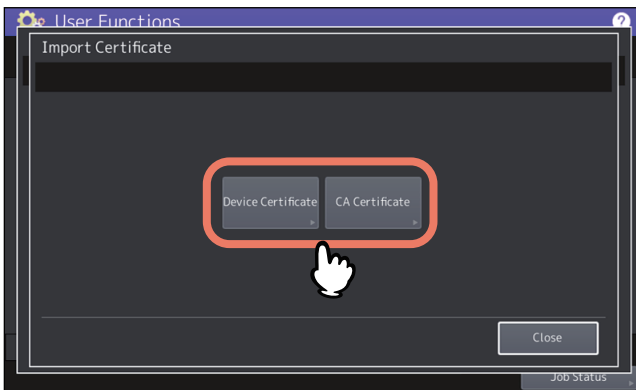 User Functions
?
Import Certificate
Device Certificate
CA Certificate
Close
Job Status